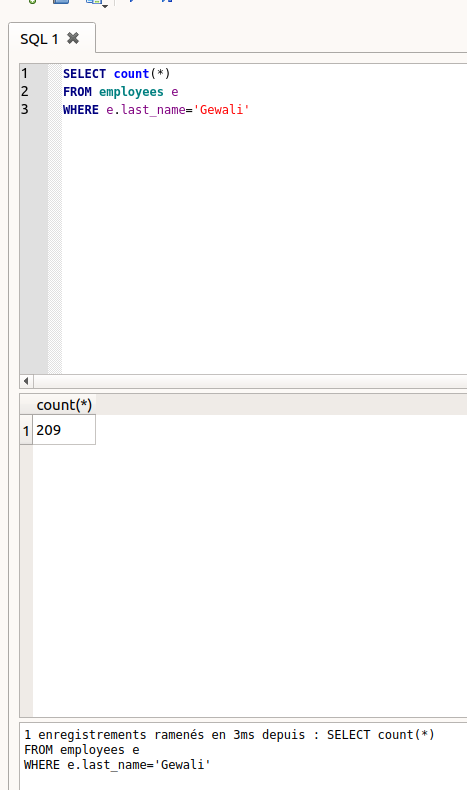 SQL 1
1 SELECT count(*)
2 FROM employees e
3 WHERE e.last_name='Gewali'
count(*)
1 209
1 enregistrements ramenés en 3ms depuis : SELECT count(*)
FROM employees e
WHERE e.last_name='Gewali'